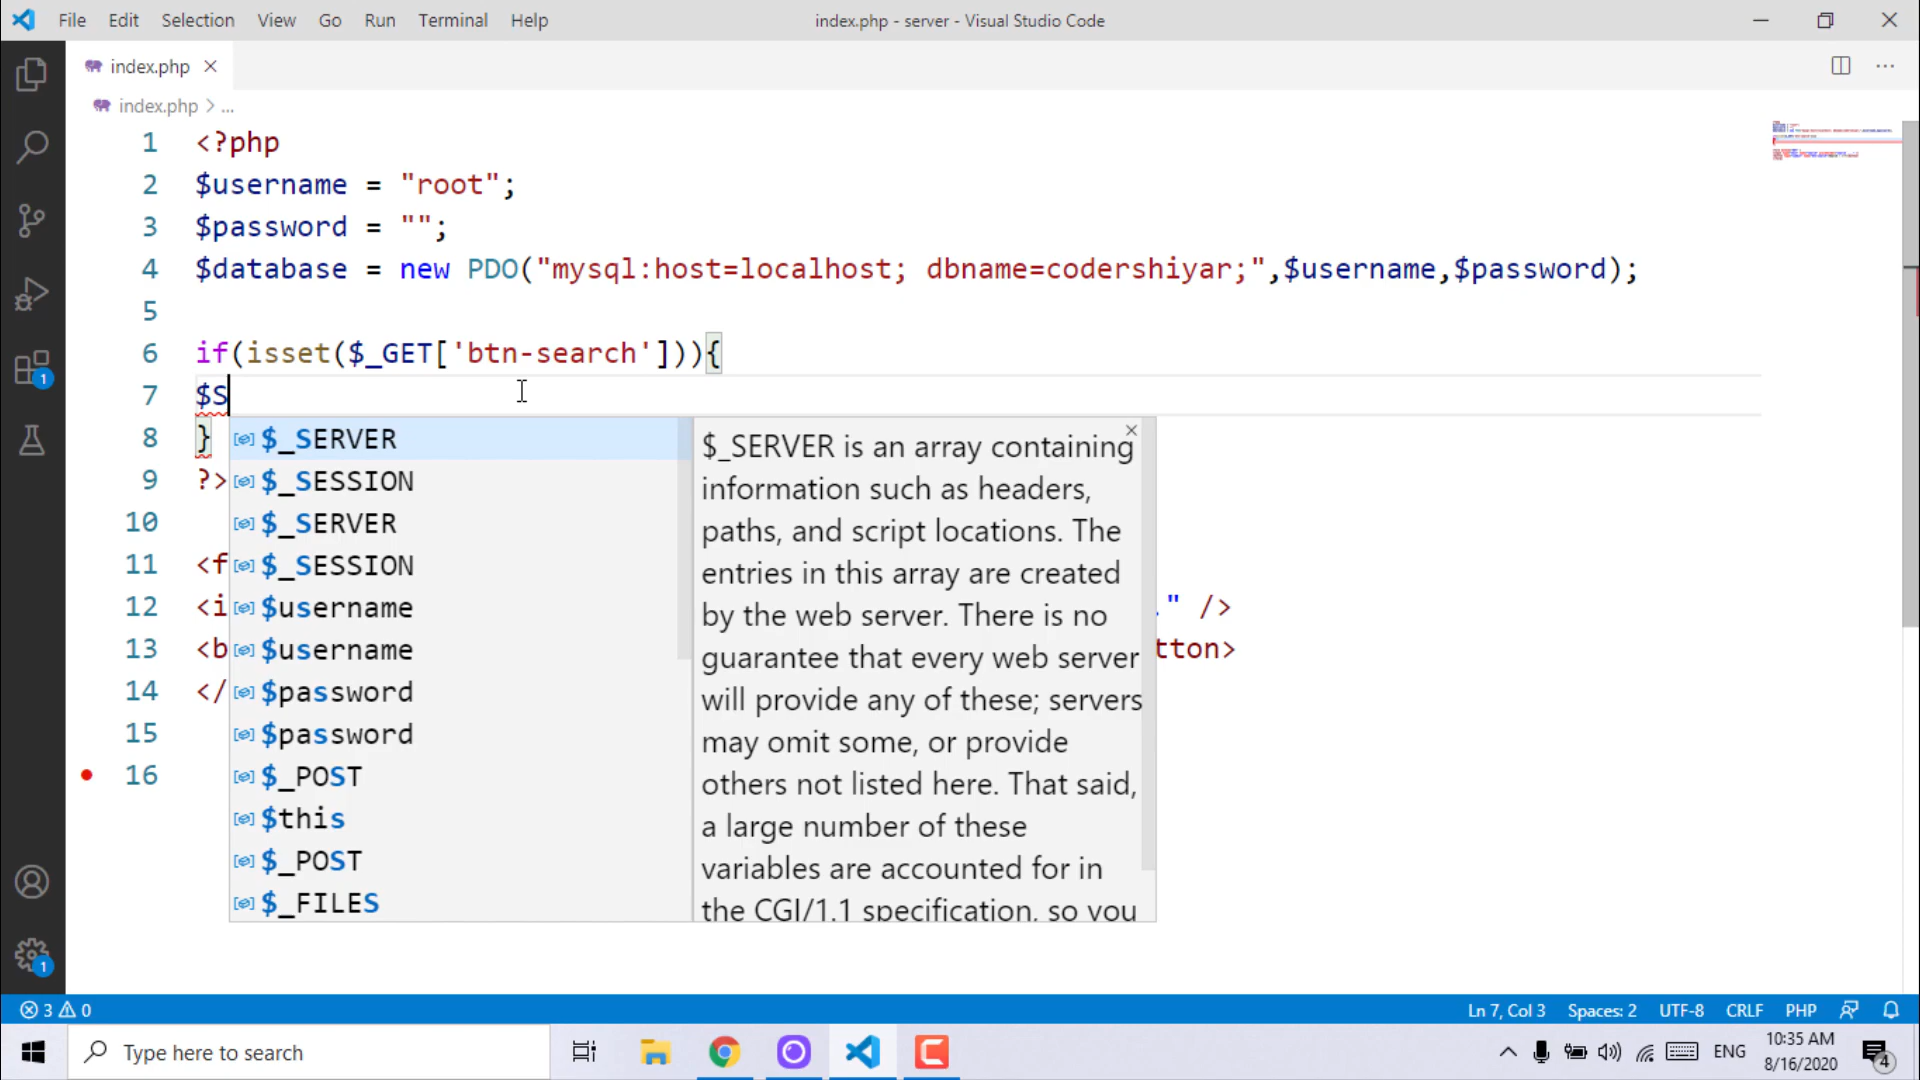 File Edit Selection View Go Run Terminal Help
index.php - server - Visual Studio Code
index.php
index.php > ...
1 <?php
2 $username = "root";
3 $password = "";
4 $database = new PDO("mysql:host=localhost; dbname=codershiyar;",$username,$password);
5
6 if(isset($_GET['btn-search'])){
7 $S
8 }
9 ?>
10
11 <f
12 <i ." />
13 <b tton>
14 </
15
16
$_SERVER
$_SESSION
$_SERVER
$_SESSION
$username
$username
$password
$password
$_POST
$this
$_POST
$_FILES
$_SERVER is an array containing
information such as headers,
paths, and script locations. The
entries in this array are created
by the web server. There is no
guarantee that every web server
will provide any of these; servers
may omit some, or provide
others not listed here. That said,
a large number of these
variables are accounted for in
the CGI/1.1 specification, so you
1
1
3 0
Ln 7, Col 3 Spaces: 2 UTF-8 CRLF PHP
Type here to search
ENG
10:35 AM
8/16/2020
4